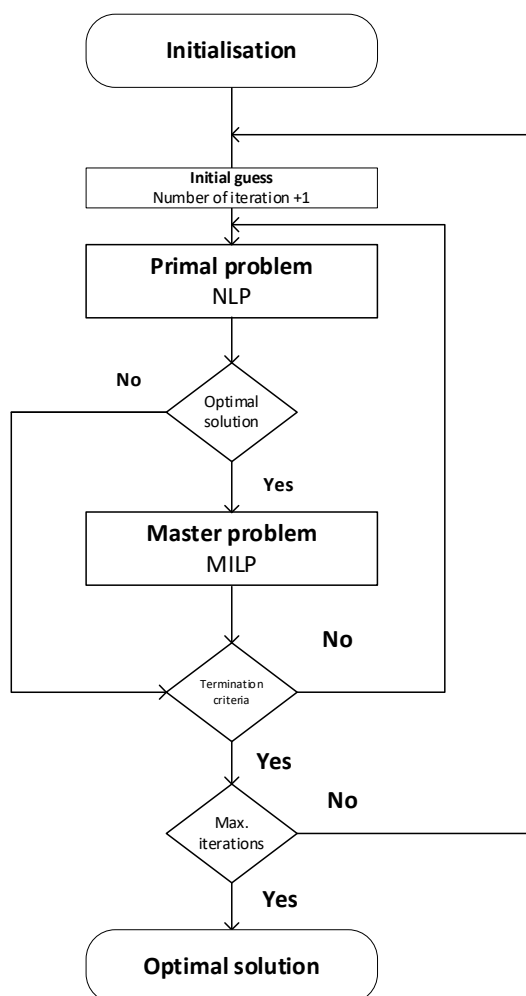 Initialisation
Initial guess
Number of iteration +1
Primal problem
NLP
No
Optimal
solution
Yes
Master problem
MILP
No
Termination
criteria
Yes
No
Max.
iterations
Yes
Optimal solution